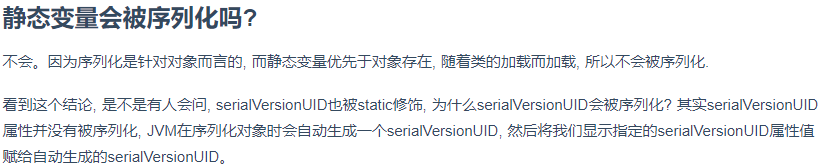 静态变量会被序列化吗?
不会。因为序列化是针对对象而言的, 而静态变量优先于对象存在, 随着类的加载而加载, 所以不会被序列化.
看到这个结论, 是不是有人会问, serialVersionUID也被static修饰, 为什么serialVersionUID会被序列化? 其实serialVersionUID
属性并没有被序列化, JVM在序列化对象时会自动生成一个serialVersionUID, 然后将我们显示指定的serialVersionUID属性值
赋给自动生成的serialVersionUID。